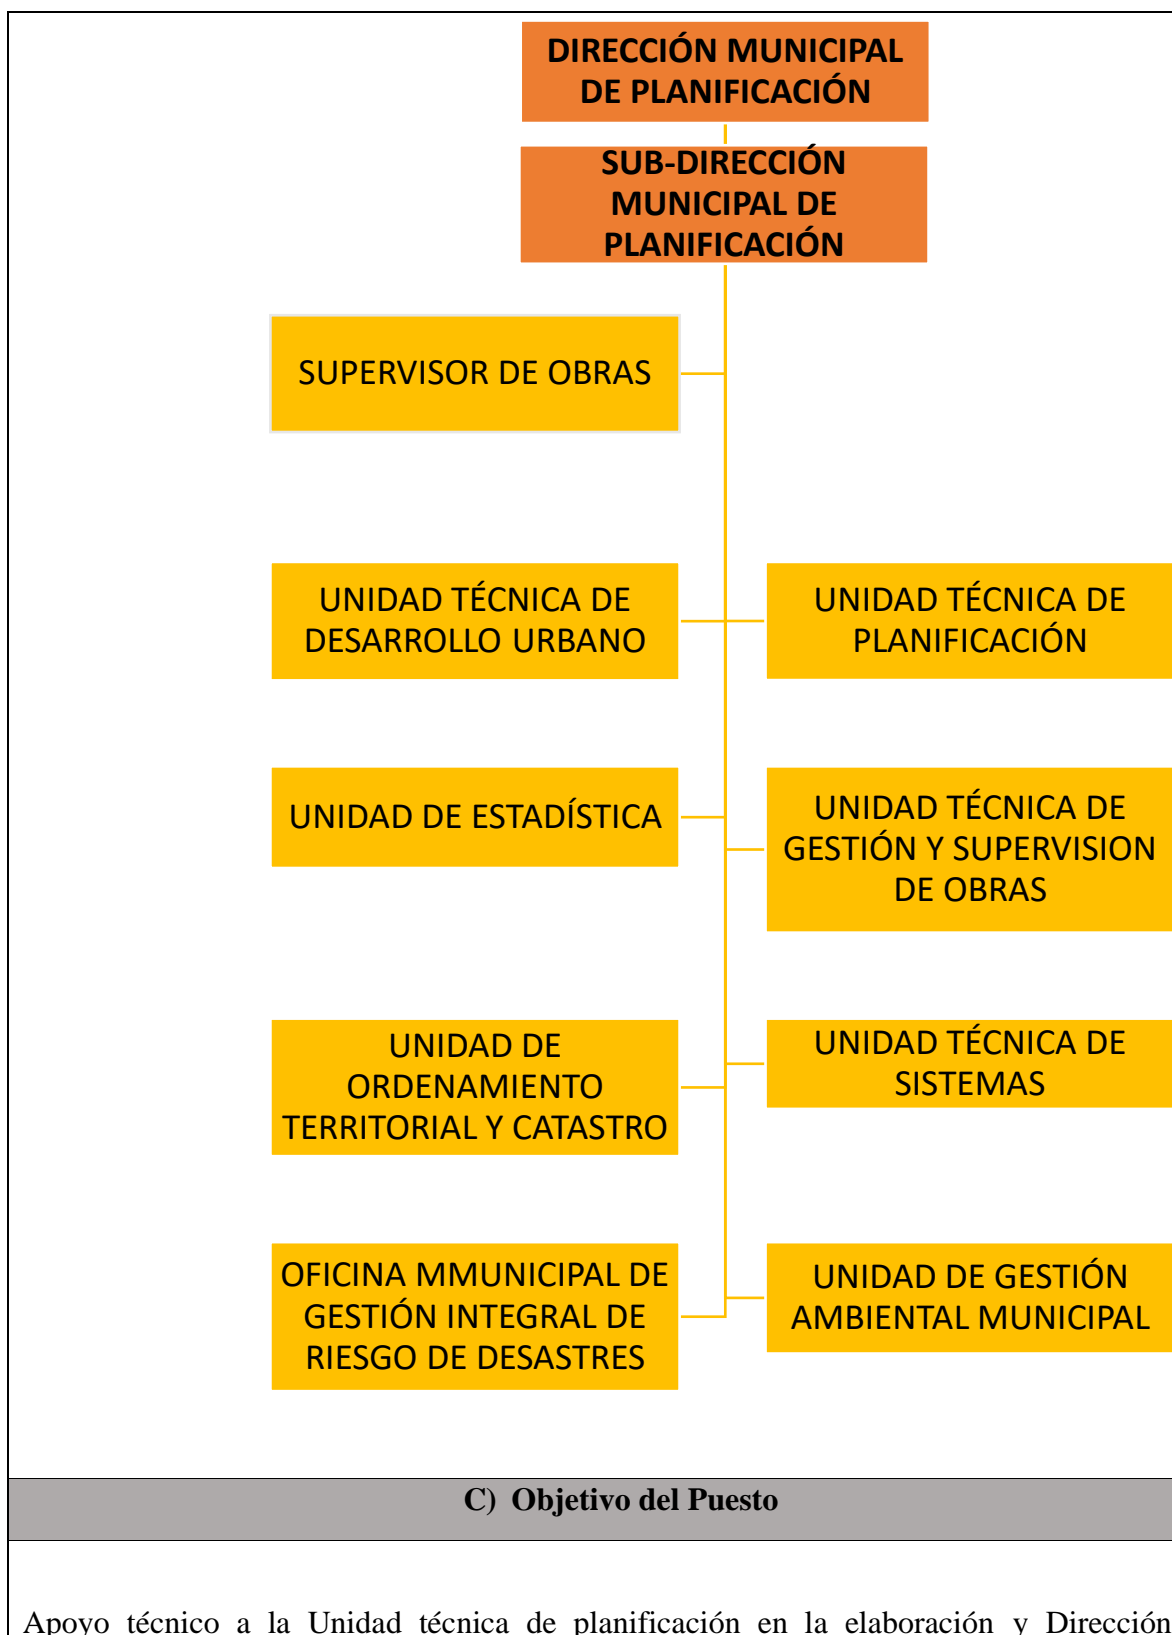 DIRECCIÓN MUNICIPAL
DE PLANIFICACIÓN
SUB-DIRECCIÓN
MUNICIPAL DE
PLANIFICACIÓN
SUPERVISOR DE OBRAS
UNIDAD TÉCNICA DE
DESARROLLO URBANO
UNIDAD TÉCNICA DE
PLANIFICACIÓN
UNIDAD DE ESTADÍSTICA
UNIDAD TÉCNICA DE
GESTIÓN Y SUPERVISION
DE OBRAS
UNIDAD DE
ORDENAMIENTO
TERRITORIAL Y CATASTRO
UNIDAD TÉCNICA DE
SISTEMAS
OFICINA MMUNICIPAL DE
GESTIÓN INTEGRAL DE
RIESGO DE DESASTRES
UNIDAD DE GESTIÓN
AMBIENTAL MUNICIPAL
C) Objetivo del Puesto
Apoyo técnico a la Unidad técnica de planificación en la elaboración y Dirección